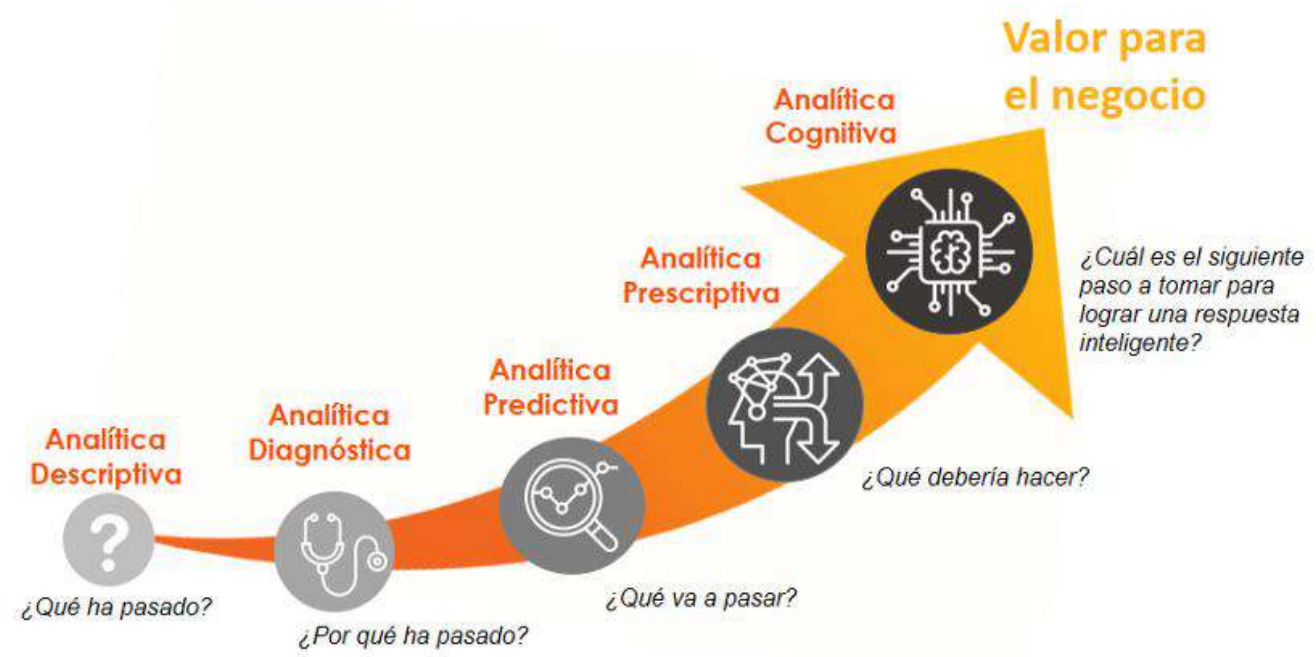 Valor para
el negocio
Analítica
Cognitiva
¿Cuál es el siguiente
paso a tomar para
lograr una respuesta
inteligente?
Analítica
Prescriptiva
¿Qué debería hacer?
Analítica
Predictiva
¿Qué va a pasar?
Analítica
Diagnóstica
¿Por qué ha pasado?
Analítica
Descriptiva
?
¿Qué ha pasado?